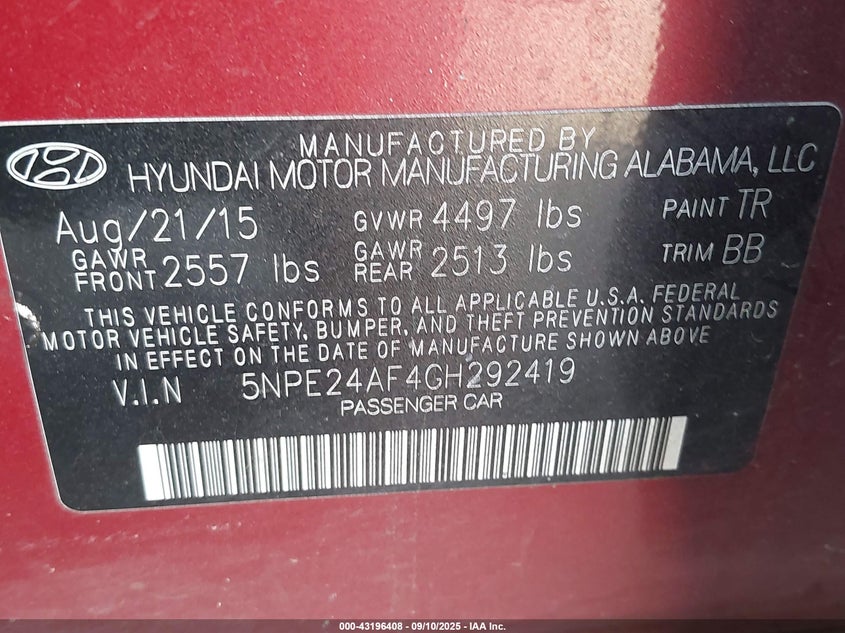 MANUFACTURED BY
HYUNDAI MOTOR MANUFACTURING ALABAMA, LLC
Aug/21/15 GVWR 4497 lbs PAINT TR
GAWR FRONT 2557 lbs GAWR REAR 2513 lbs TRIM BB
THIS VEHICLE CONFORMS TO ALL APPLICABLE U.S.A. FEDERAL
MOTOR VEHICLE SAFETY, BUMPER, AND THEFT PREVENTION STANDARDS
IN EFFECT ON THE DATE OF MANUFACTURE SHOWN ABOVE
V.I.N 5NPE24AF4GH292419
PASSENGER CAR
000-43196408 - 09/10/2025 - IAA Inc.